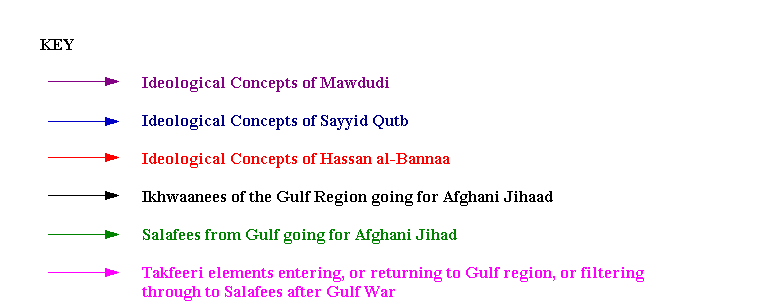 KEY
Ideological Concepts of Mawdudi
Ideological Concepts of Sayyid Qutb
Ideological Concepts of Hassan al-Bannaa
Ikhwaanees of the Gulf Region going for Afghani Jihaad
Salafees from Gulf going for Afghani Jihad
Takfeeri elements entering, or returning to Gulf region, or filtering
through to Salafees after Gulf War